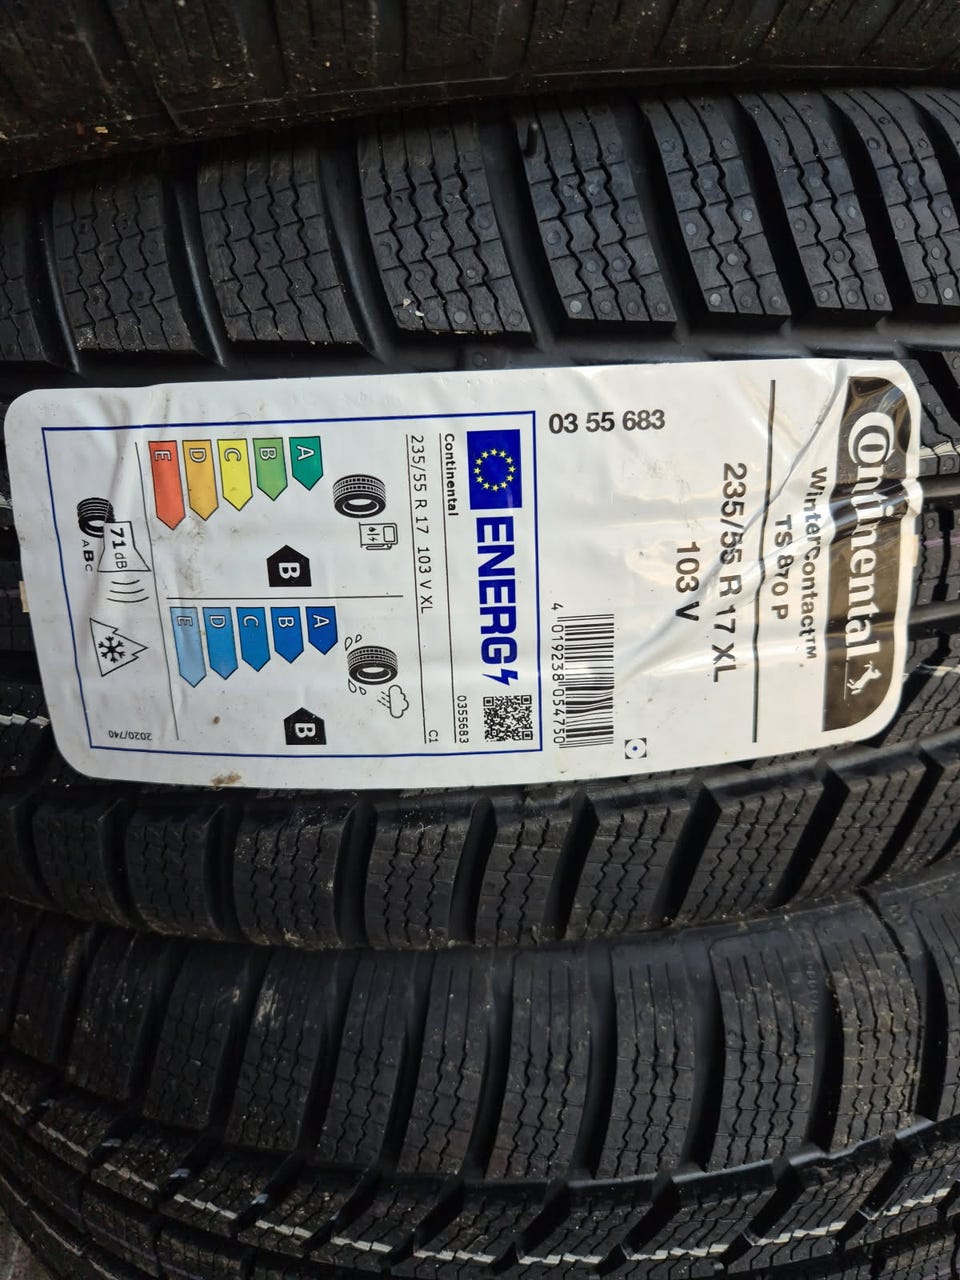 Continental
WinterContact™
TS 870 P
235/55 R 17 XL
103 V
03 55 683
4 019238 054750
ENERG
Continental
0355683
235/55 R 17 103 V XL
C1
A
B
C
D
E
B
A
B
C
D
E
B
71 dB
ABC
2020/740